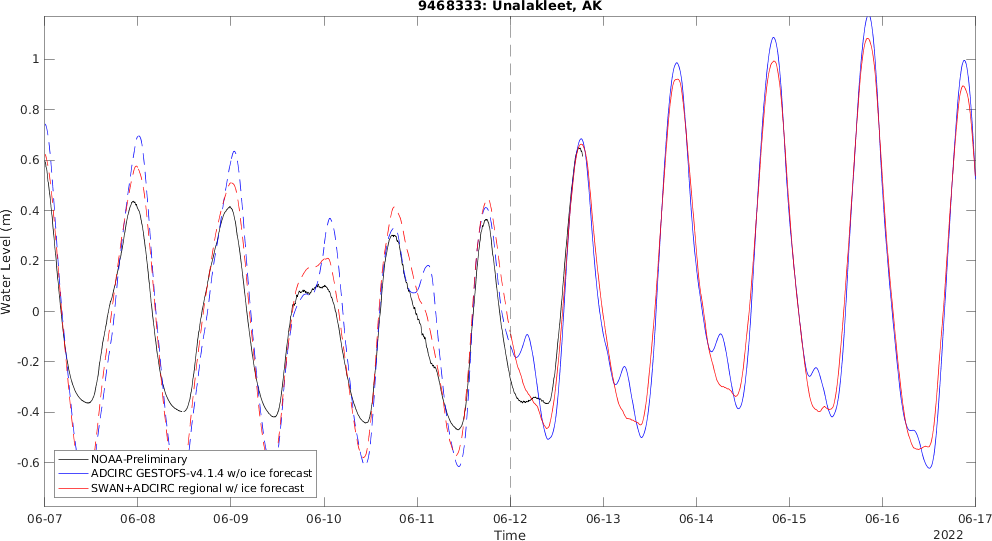 9468333: Unalakleet, AK
1
0.8
0.6
0.4
0.2
0
-0.2
-0.4
-0.6
Water Level (m)
NOAA-Preliminary
ADCIRC GESTOFS-v4.1.4 w/o ice forecast
SWAN+ADCIRC regional w/ ice forecast
06-07 06-08 06-09 06-10 06-11 06-12 06-13 06-14 06-15 06-16 06-17
Time
2022